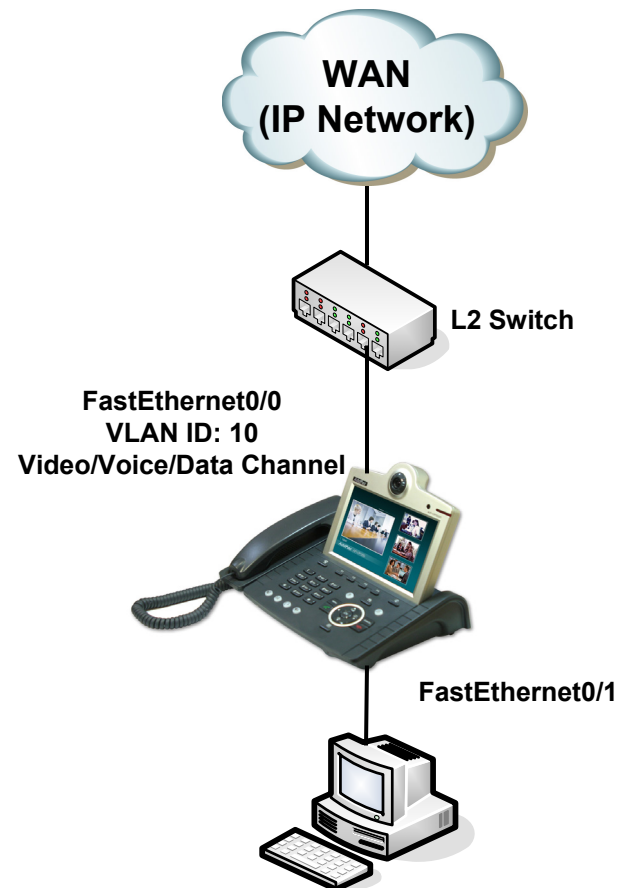 WAN
(IP Network)
L2 Switch
FastEthernet0/0
VLAN ID: 10
Video/Voice/Data Channel
FastEthernet0/1